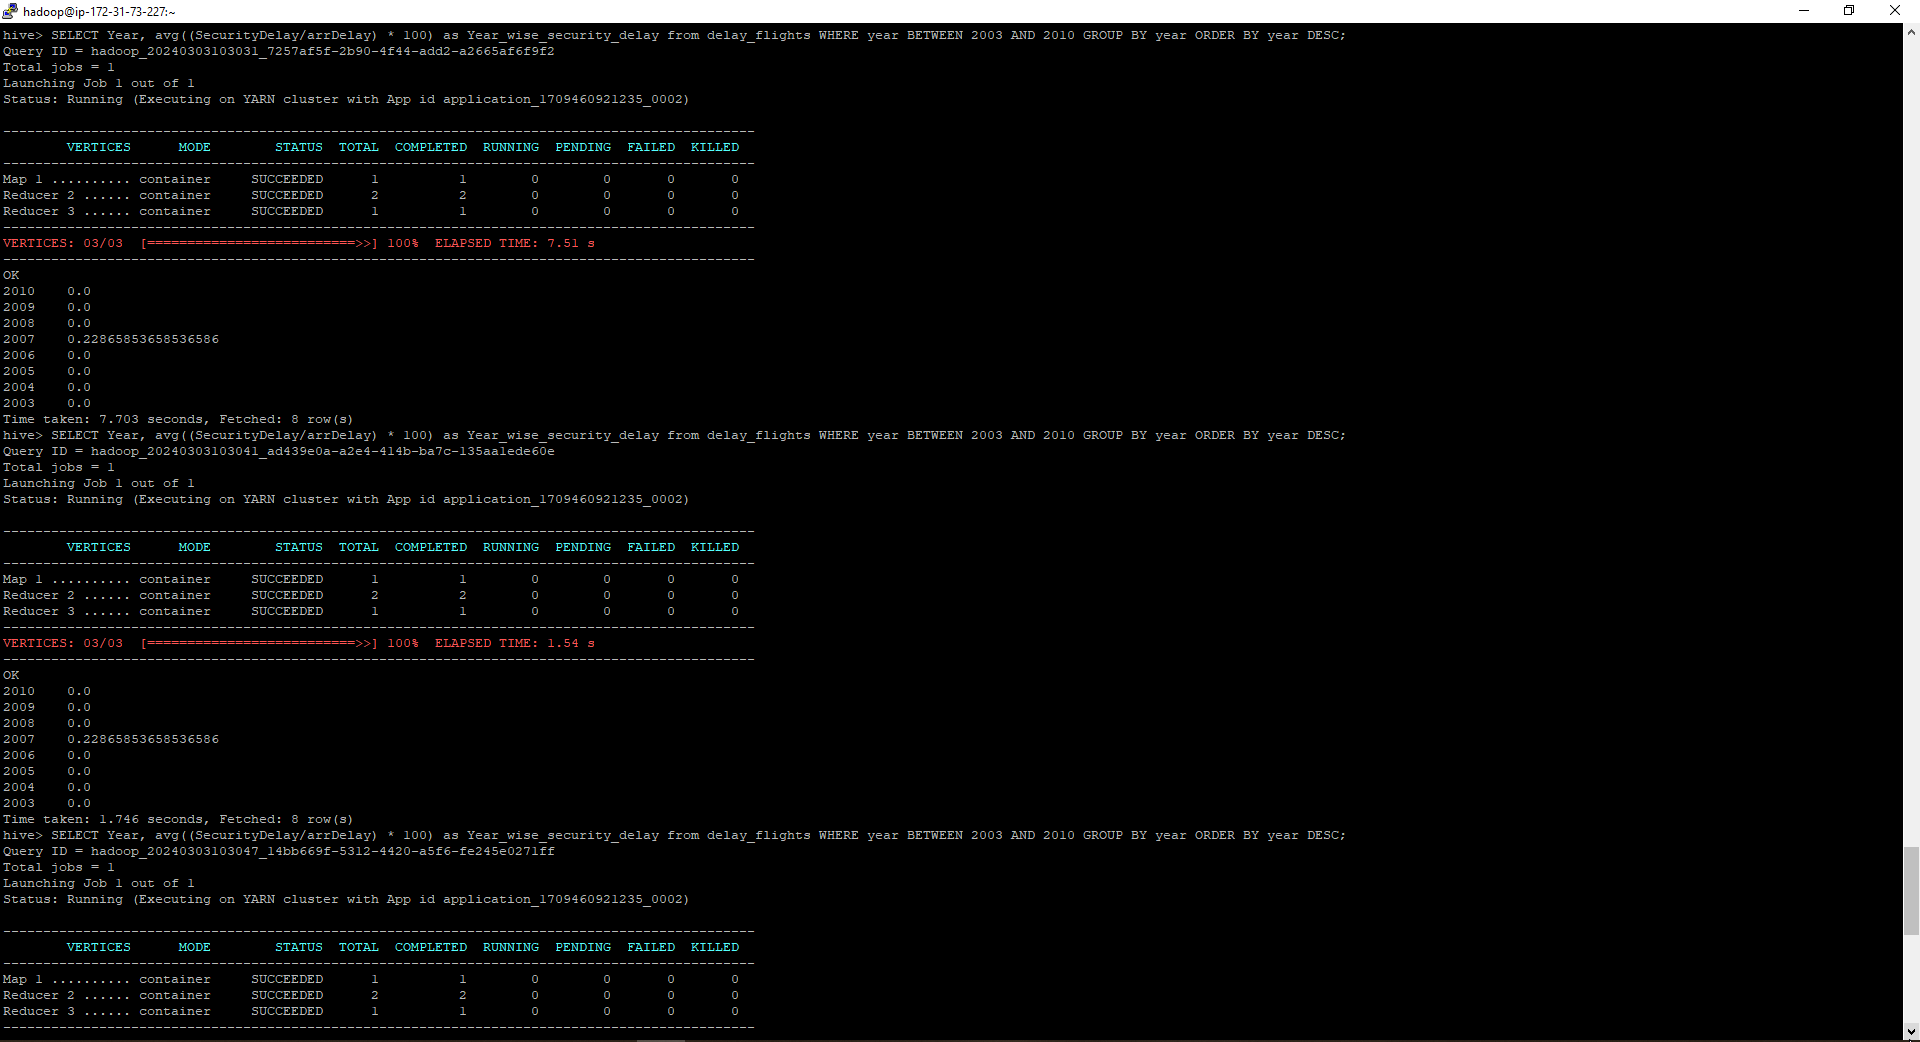 hadoop@ip-172-31-73-227:~
hive> SELECT Year, avg((SecurityDelay/arrDelay) * 100) as Year_wise_security_delay from delay_flights WHERE year BETWEEN 2003 AND 2010 GROUP BY year ORDER BY year DESC;
Query ID = hadoop_20240303103031_7257af5f-2b90-4f44-add2-a2665af6f9f2
Total jobs = 1
Launching Job 1 out of 1
Status: Running (Executing on YARN cluster with App id application_1709460921235_0002)
----------------------------------------------------------------------------------------------
        VERTICES      MODE        STATUS  TOTAL  COMPLETED  RUNNING  PENDING  FAILED  KILLED
----------------------------------------------------------------------------------------------
Map 1 .......... container     SUCCEEDED      1          1        0        0       0       0
Reducer 2 ...... container     SUCCEEDED      2          2        0        0       0       0
Reducer 3 ...... container     SUCCEEDED      1          1        0        0       0       0
----------------------------------------------------------------------------------------------
VERTICES: 03/03  [==========================>>] 100%  ELAPSED TIME: 7.51 s
----------------------------------------------------------------------------------------------
OK
2010    0.0
2009    0.0
2008    0.0
2007    0.22865853658536586
2006    0.0
2005    0.0
2004    0.0
2003    0.0
Time taken: 7.703 seconds, Fetched: 8 row(s)
hive> SELECT Year, avg((SecurityDelay/arrDelay) * 100) as Year_wise_security_delay from delay_flights WHERE year BETWEEN 2003 AND 2010 GROUP BY year ORDER BY year DESC;
Query ID = hadoop_20240303103041_ad439e0a-a2e4-414b-ba7c-135aa1ede60e
Total jobs = 1
Launching Job 1 out of 1
Status: Running (Executing on YARN cluster with App id application_1709460921235_0002)
----------------------------------------------------------------------------------------------
        VERTICES      MODE        STATUS  TOTAL  COMPLETED  RUNNING  PENDING  FAILED  KILLED
----------------------------------------------------------------------------------------------
Map 1 .......... container     SUCCEEDED      1          1        0        0       0       0
Reducer 2 ...... container     SUCCEEDED      2          2        0        0       0       0
Reducer 3 ...... container     SUCCEEDED      1          1        0        0       0       0
----------------------------------------------------------------------------------------------
VERTICES: 03/03  [==========================>>] 100%  ELAPSED TIME: 1.54 s
----------------------------------------------------------------------------------------------
OK
2010    0.0
2009    0.0
2008    0.0
2007    0.22865853658536586
2006    0.0
2005    0.0
2004    0.0
2003    0.0
Time taken: 1.746 seconds, Fetched: 8 row(s)
hive> SELECT Year, avg((SecurityDelay/arrDelay) * 100) as Year_wise_security_delay from delay_flights WHERE year BETWEEN 2003 AND 2010 GROUP BY year ORDER BY year DESC;
Query ID = hadoop_20240303103047_14bb669f-5312-4420-a5f6-fe245e0271ff
Total jobs = 1
Launching Job 1 out of 1
Status: Running (Executing on YARN cluster with App id application_1709460921235_0002)
----------------------------------------------------------------------------------------------
        VERTICES      MODE        STATUS  TOTAL  COMPLETED  RUNNING  PENDING  FAILED  KILLED
----------------------------------------------------------------------------------------------
Map 1 .......... container     SUCCEEDED      1          1        0        0       0       0
Reducer 2 ...... container     SUCCEEDED      2          2        0        0       0       0
Reducer 3 ...... container     SUCCEEDED      1          1        0        0       0       0
----------------------------------------------------------------------------------------------